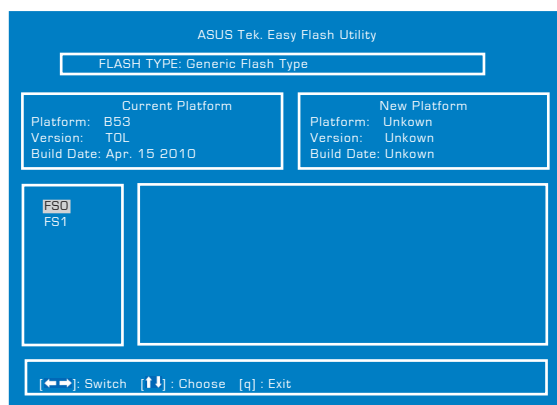 ASUS Tek. Easy Flash Utility
FLASH TYPE: Generic Flash Type
Current Platform
Platform: B53
Version: T0L
Build Date: Apr. 15 2010
New Platform
Platform: Unkown
Version: Unkown
Build Date: Unkown
FS0
FS1
[←→]: Switch [↑↓] : Choose [q] : Exit